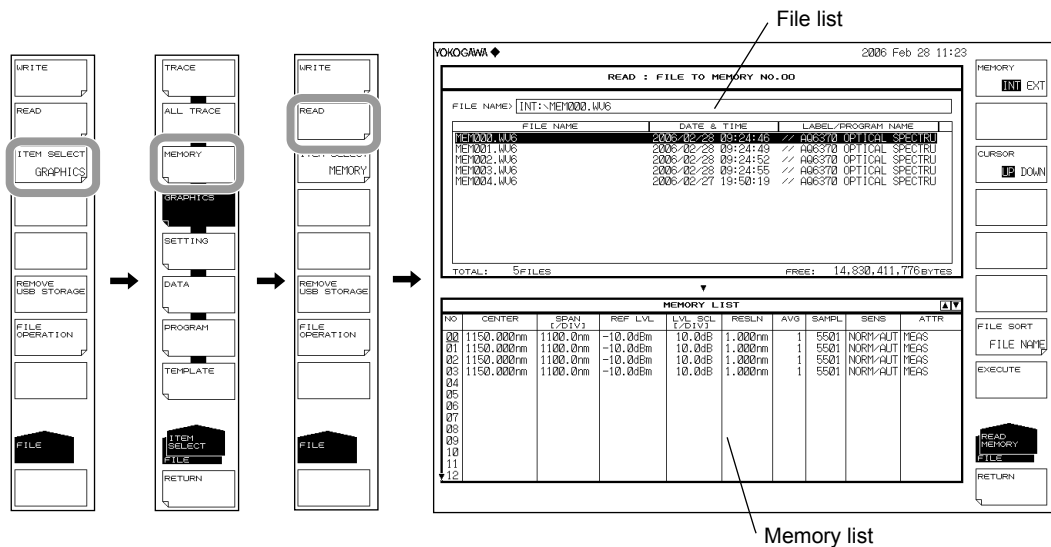 File list
WRITE
READ
ITEM SELECT
GRAPHICS
REMOVE
USB STORAGE
FILE
OPERATION
FILE
TRACE
ALL TRACE
MEMORY
GRAPHICS
SETTING
DATA
PROGRAM
TEMPLATE
ITEM
SELECT
FILE
RETURN
WRITE
READ
ITEM SELECT
MEMORY
REMOVE
USB STORAGE
FILE
OPERATION
FILE
YOKOGAWA ◆ 2006 Feb 28 11:23
READ : FILE TO MEMORY NO.00
FILE NAME> INT:\MEM000.WV6
FILE NAME DATE & TIME LABEL/PROGRAM NAME
MEM000.WV6 2006/02/28 09:24:46 // AQ6370 OPTICAL SPECTRU
MEM001.WV6 2006/02/28 09:24:49 // AQ6370 OPTICAL SPECTRU
MEM002.WV6 2006/02/28 09:24:52 // AQ6370 OPTICAL SPECTRU
MEM003.WV6 2006/02/28 09:24:55 // AQ6370 OPTICAL SPECTRU
MEM004.WV6 2006/02/27 19:50:19 // AQ6370 OPTICAL SPECTRU
TOTAL: 5FILES FREE: 14,830,411,776BYTES
MEMORY LIST
NO CENTER SPAN [/DIV] REF LVL LVL SCL [/DIV] RESLN AVG SAMPL SENS ATTR
00 1150.000nm 1100.0nm -10.0dBm 10.0dB 1.000nm 1 5501 NORM/AUT MEAS
01 1150.000nm 1100.0nm -10.0dBm 10.0dB 1.000nm 1 5501 NORM/AUT MEAS
02 1150.000nm 1100.0nm -10.0dBm 10.0dB 1.000nm 1 5501 NORM/AUT MEAS
03 1150.000nm 1100.0nm -10.0dBm 10.0dB 1.000nm 1 5501 NORM/AUT MEAS
04
05
06
07
08
09
10
11
12
MEMORY
INT EXT
CURSOR
UP DOWN
FILE SORT
FILE NAME
EXECUTE
READ
MEMORY
FILE
RETURN
Memory list